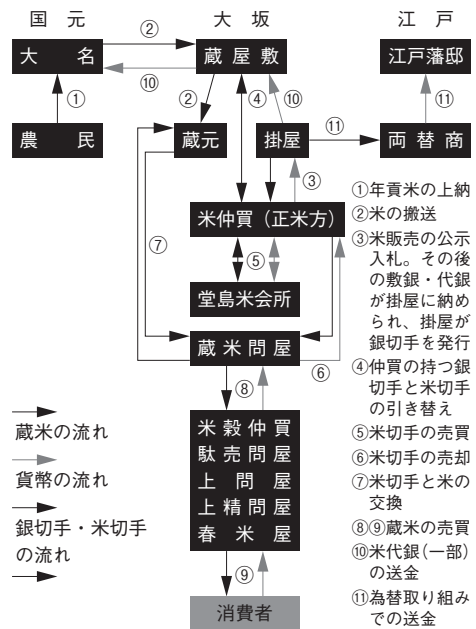 国元
大坂
江戸
大名
②
蔵屋敷
江戸藩邸
⑩
①
②
④
⑩
⑪
農民
蔵元
掛屋
⑪
両替商
③
米仲買(正米方)
⑦
⑤
堂島米会所
蔵米問屋
⑥
⑧
米穀仲買
駄売問屋
上問屋
上精問屋
舂米屋
⑨
消費者
蔵米の流れ
貨幣の流れ
銀切手・米切手
の流れ
①年貢米の上納
②米の搬送
③米販売の公示
入札。その後
の敷銀・代銀
が掛屋に納め
られ、掛屋が
銀切手を発行
④仲買の持つ銀
切手と米切手
の引き替え
⑤米切手の売買
⑥米切手の売却
⑦米切手と米の
交換
⑧⑨蔵米の売買
⑩米代銀(一部)
の送金
⑪為替取り組み
での送金